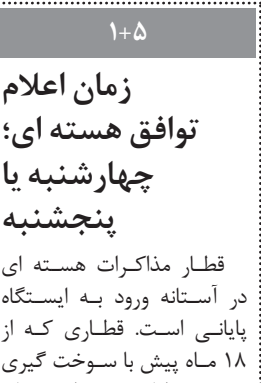 ۱+۵
زمان اعلام
توافق هسته ای؛
چهارشنبه یا
پنجشنبه
قطار مذاکرات هسته ای
در آستانه ورود به ایستگاه
پایانی است. قطاری که از
۱۸ ماه پیش با سوخت گیری